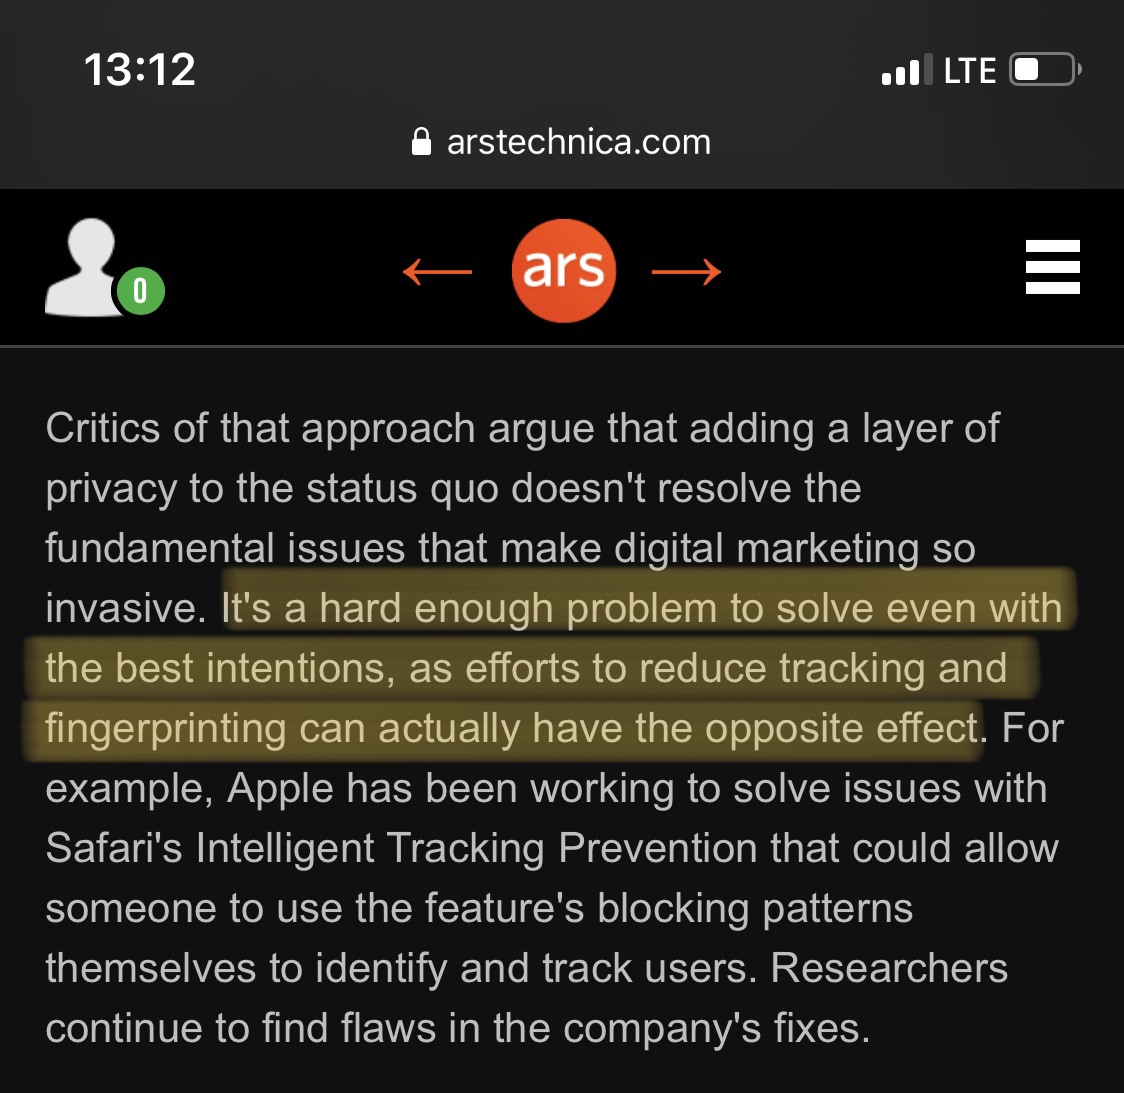 13:12
LTE
arstechnica.com
0
ars
Critics of that approach argue that adding a layer of
privacy to the status quo doesn't resolve the
fundamental issues that make digital marketing so
invasive. It's a hard enough problem to solve even with
the best intentions, as efforts to reduce tracking and
fingerprinting can actually have the opposite effect. For
example, Apple has been working to solve issues with
Safari's Intelligent Tracking Prevention that could allow
someone to use the feature's blocking patterns
themselves to identify and track users. Researchers
continue to find flaws in the company's fixes.